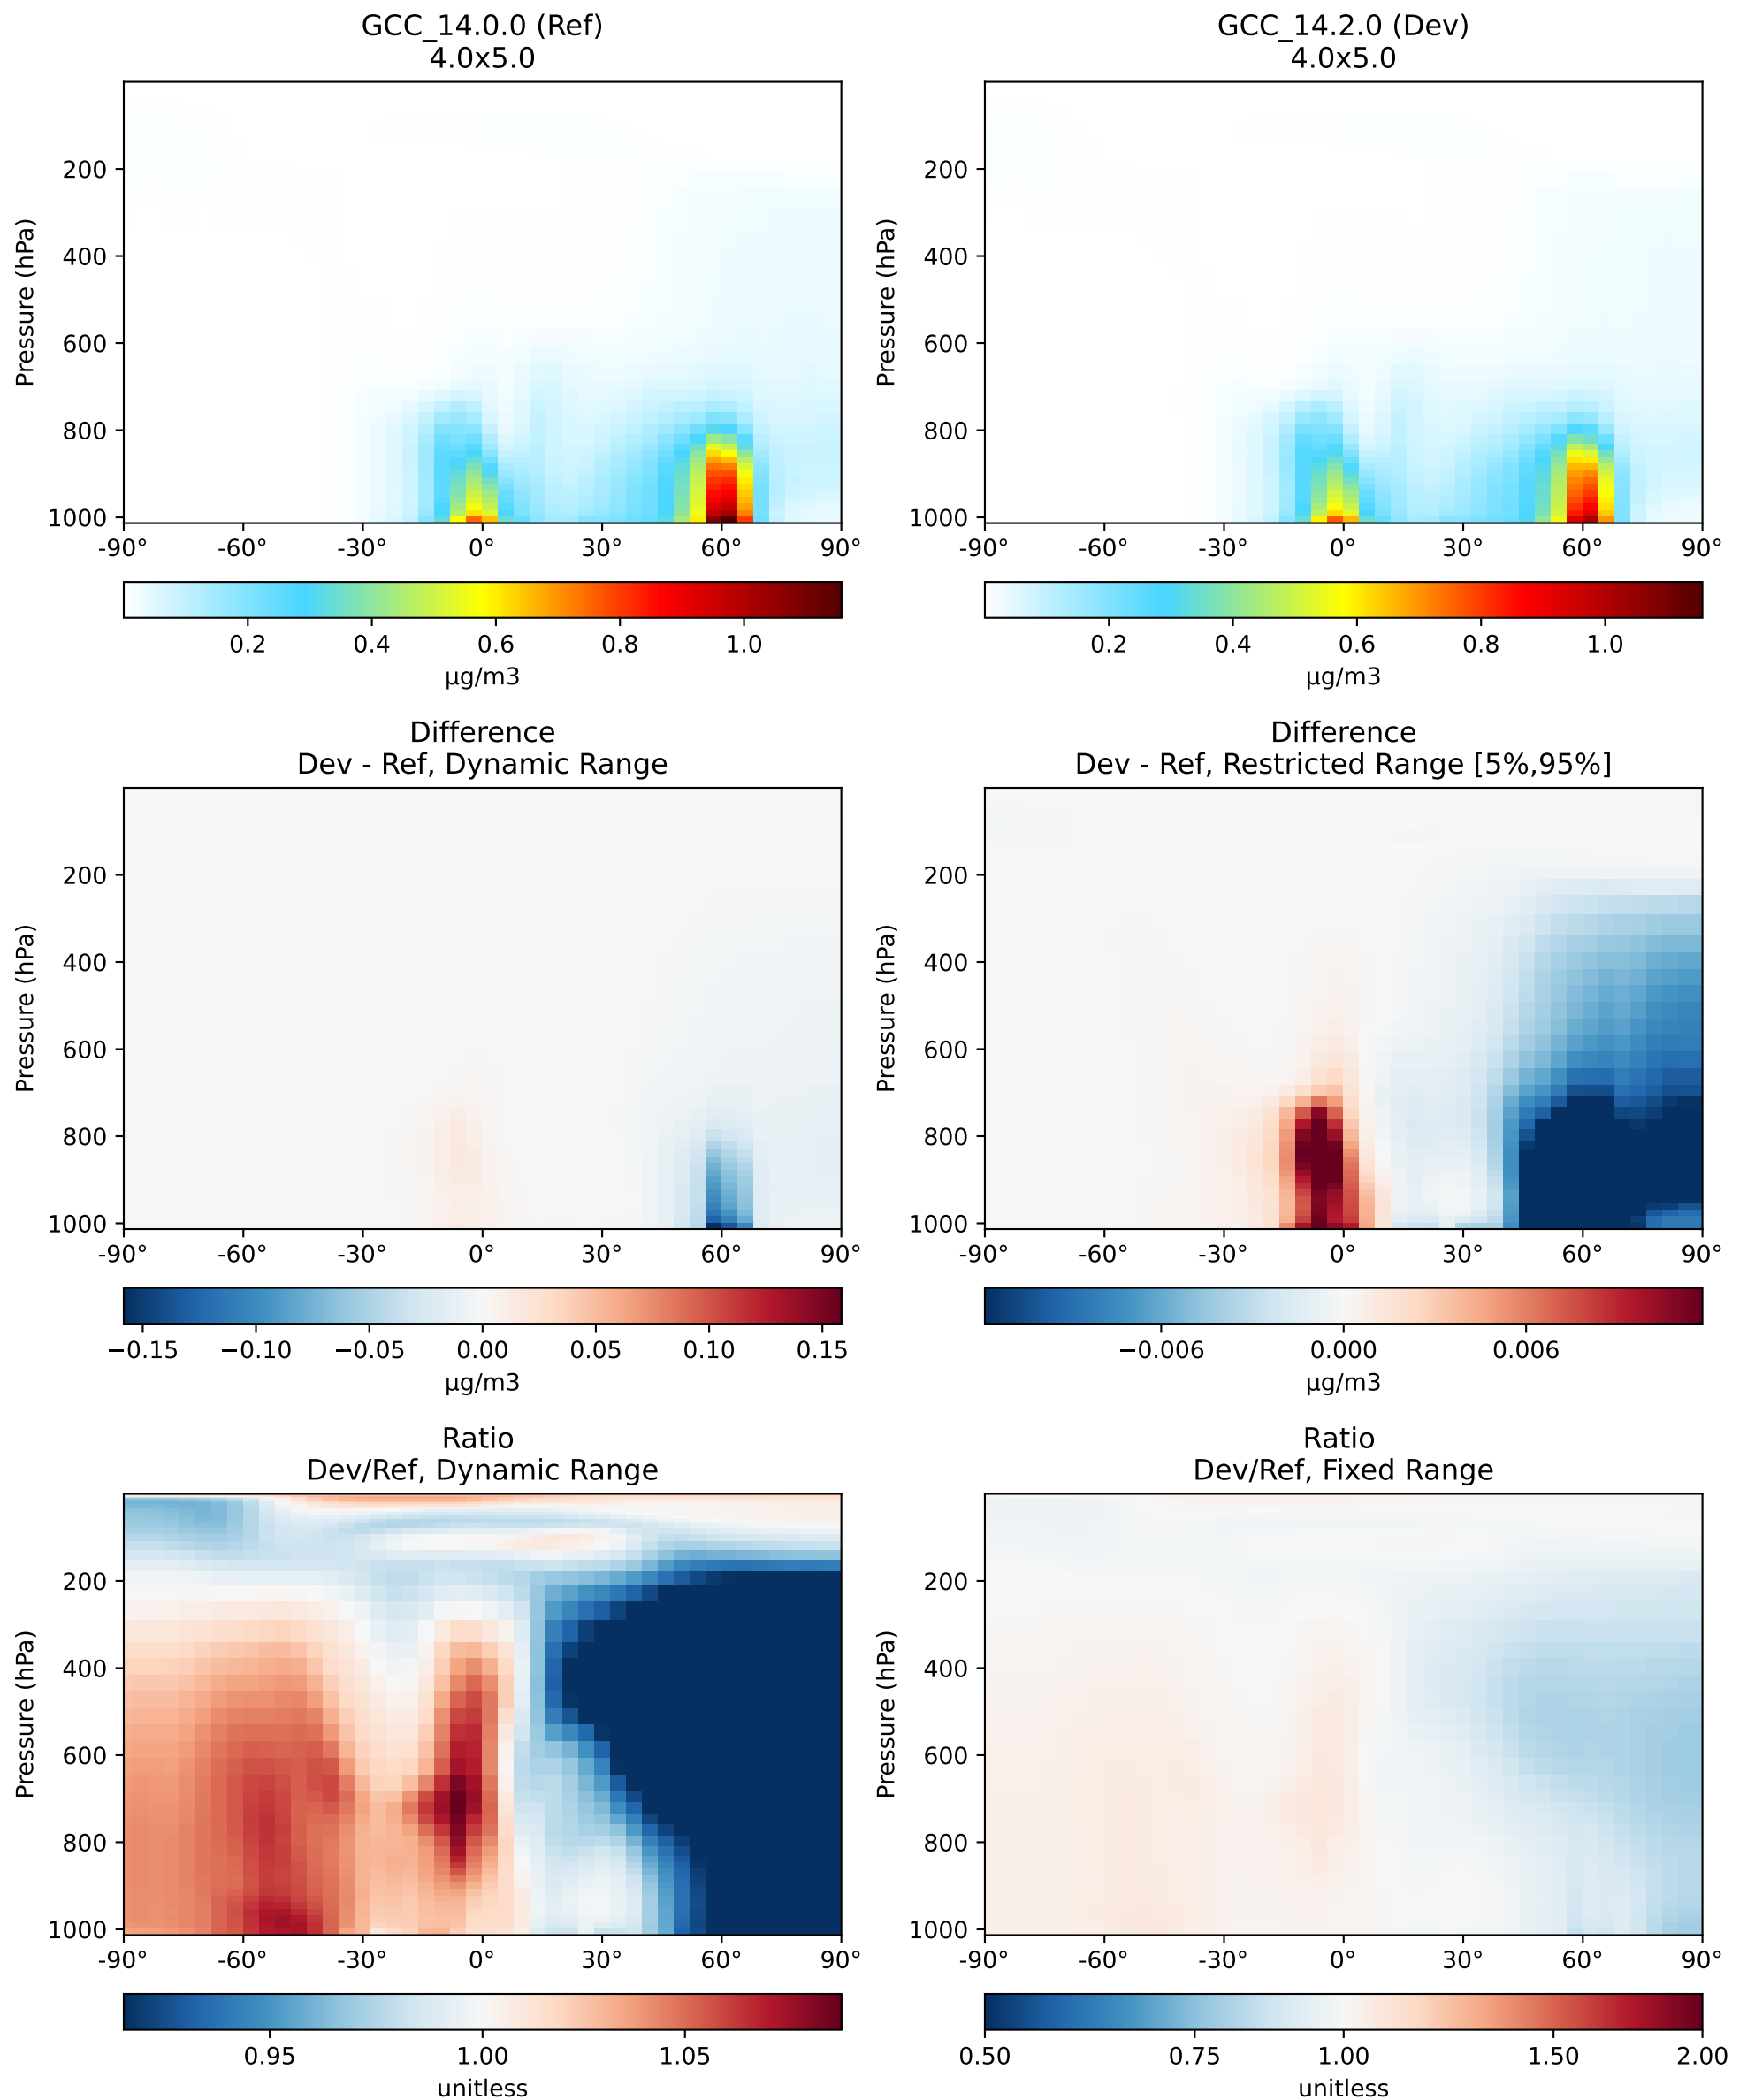 GCC_14.0.0 (Ref)
4.0x5.0
Pressure (hPa)
200
400
600
800
1000
-90° -60° -30° 0° 30° 60° 90°
0.2 0.4 0.6 0.8 1.0
µg/m3
GCC_14.2.0 (Dev)
4.0x5.0
Pressure (hPa)
200
400
600
800
1000
-90° -60° -30° 0° 30° 60° 90°
0.2 0.4 0.6 0.8 1.0
µg/m3
Difference
Dev - Ref, Dynamic Range
Pressure (hPa)
200
400
600
800
1000
-90° -60° -30° 0° 30° 60° 90°
−0.15 −0.10 −0.05 0.00 0.05 0.10 0.15
µg/m3
Difference
Dev - Ref, Restricted Range [5%,95%]
Pressure (hPa)
200
400
600
800
1000
-90° -60° -30° 0° 30° 60° 90°
−0.006 0.000 0.006
µg/m3
Ratio
Dev/Ref, Dynamic Range
Pressure (hPa)
200
400
600
800
1000
-90° -60° -30° 0° 30° 60° 90°
0.95 1.00 1.05
unitless
Ratio
Dev/Ref, Fixed Range
Pressure (hPa)
200
400
600
800
1000
-90° -60° -30° 0° 30° 60° 90°
0.50 0.75 1.00 1.50 2.00
unitless